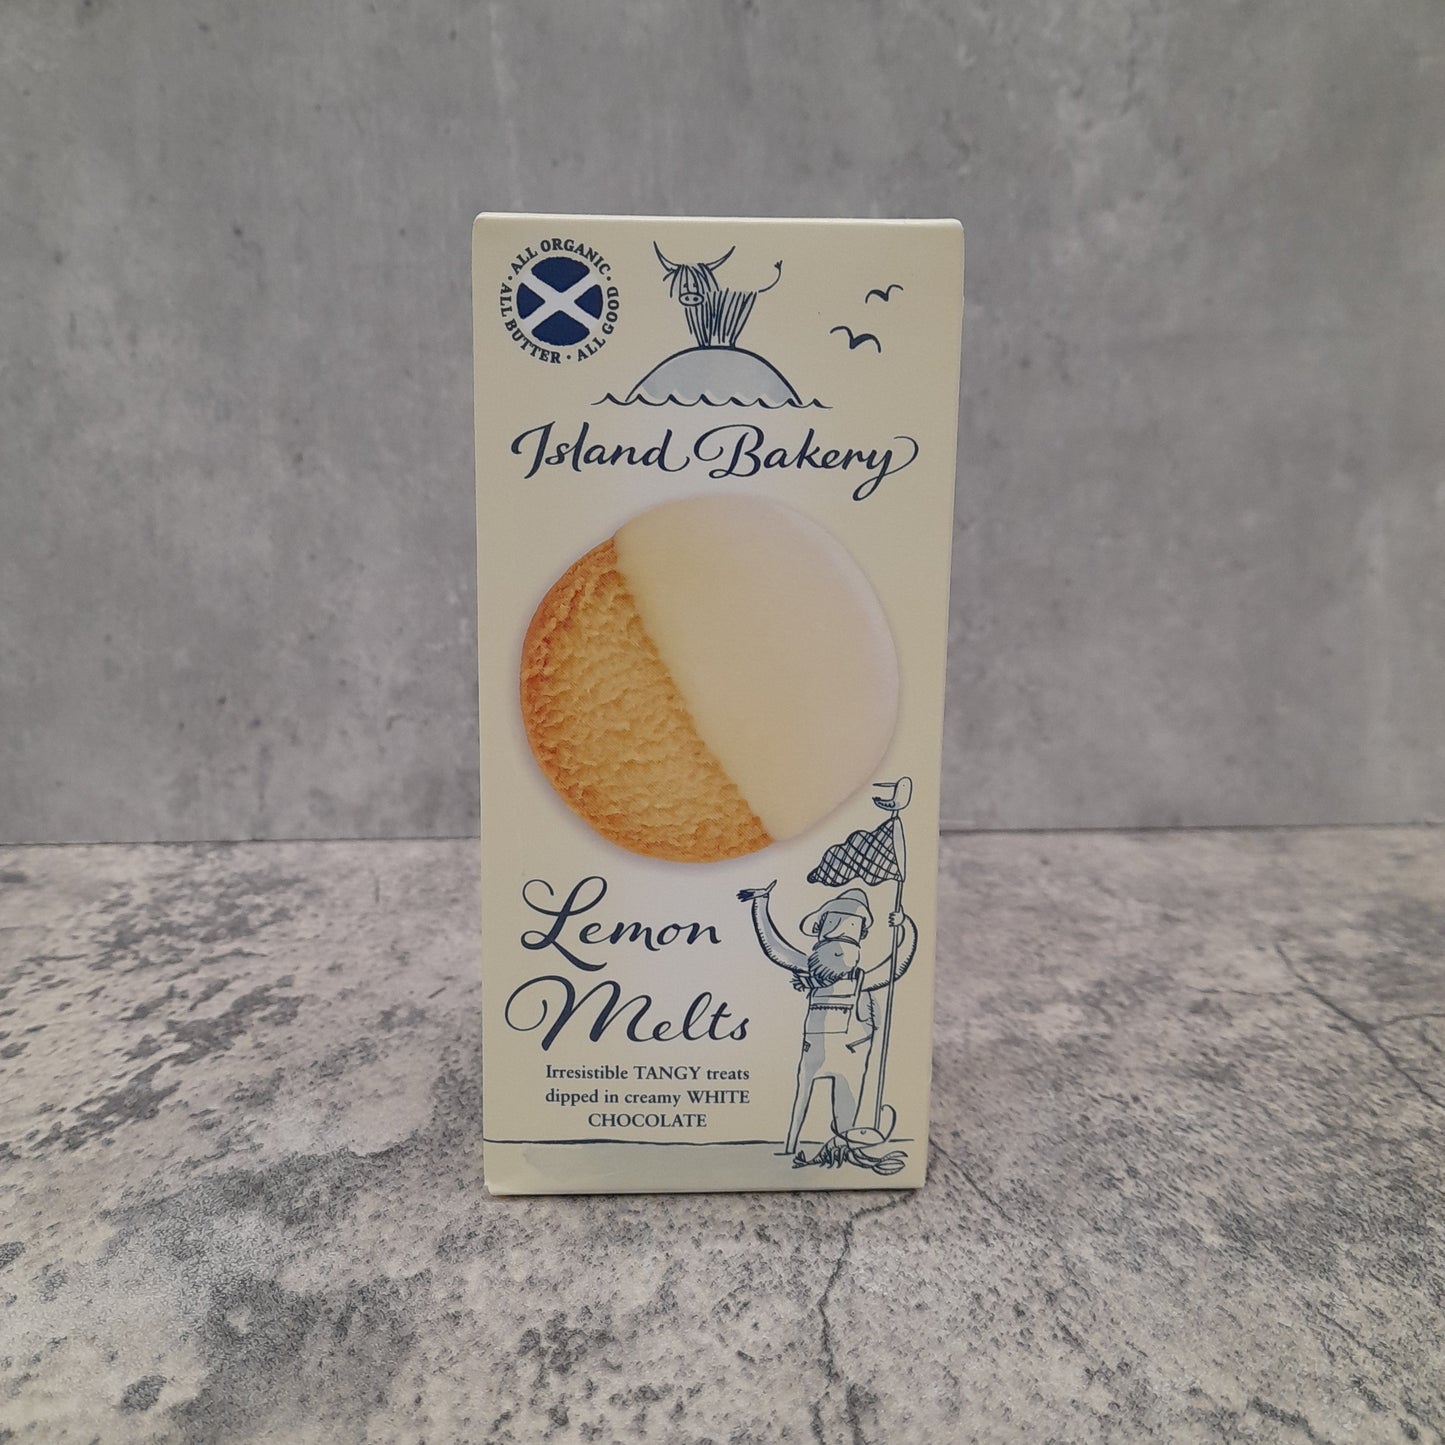 ALL ORGANIC · ALL GOOD · ALL BUTTER ·
Island Bakery
Lemon
Melts
Irresistible TANGY treats
dipped in creamy WHITE
CHOCOLATE